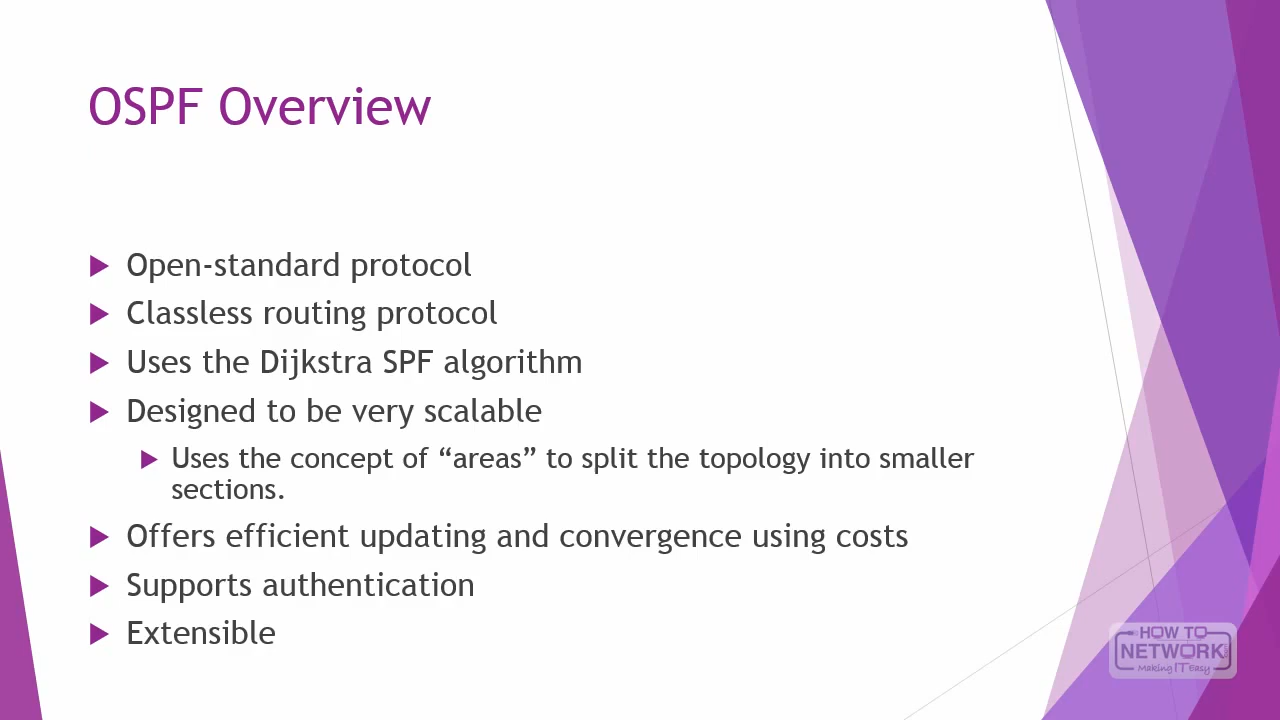 OSPF Overview
Open-standard protocol
Classless routing protocol
Uses the Dijkstra SPF algorithm
Designed to be very scalable
Uses the concept of “areas” to split the topology into smaller
sections.
Offers efficient updating and convergence using costs
Supports authentication
Extensible
HOW TO
NETWORK
Making IT Easy